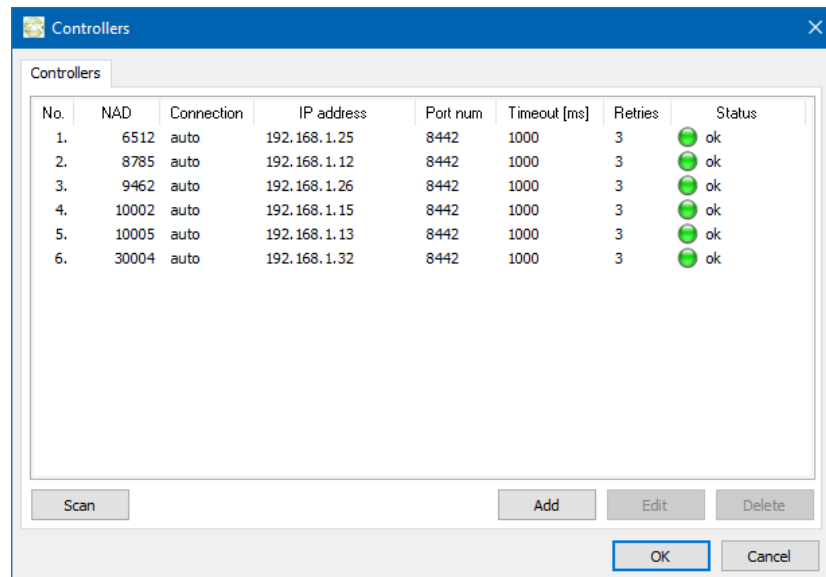 Controllers
Controllers
No. NAD Connection IP address Port num Timeout [ms] Retries Status
1. 6512 auto 192.168.1.25 8442 1000 3 ok
2. 8785 auto 192.168.1.12 8442 1000 3 ok
3. 9462 auto 192.168.1.26 8442 1000 3 ok
4. 10002 auto 192.168.1.15 8442 1000 3 ok
5. 10005 auto 192.168.1.13 8442 1000 3 ok
6. 30004 auto 192.168.1.32 8442 1000 3 ok
Scan Add Edit Delete
OK Cancel